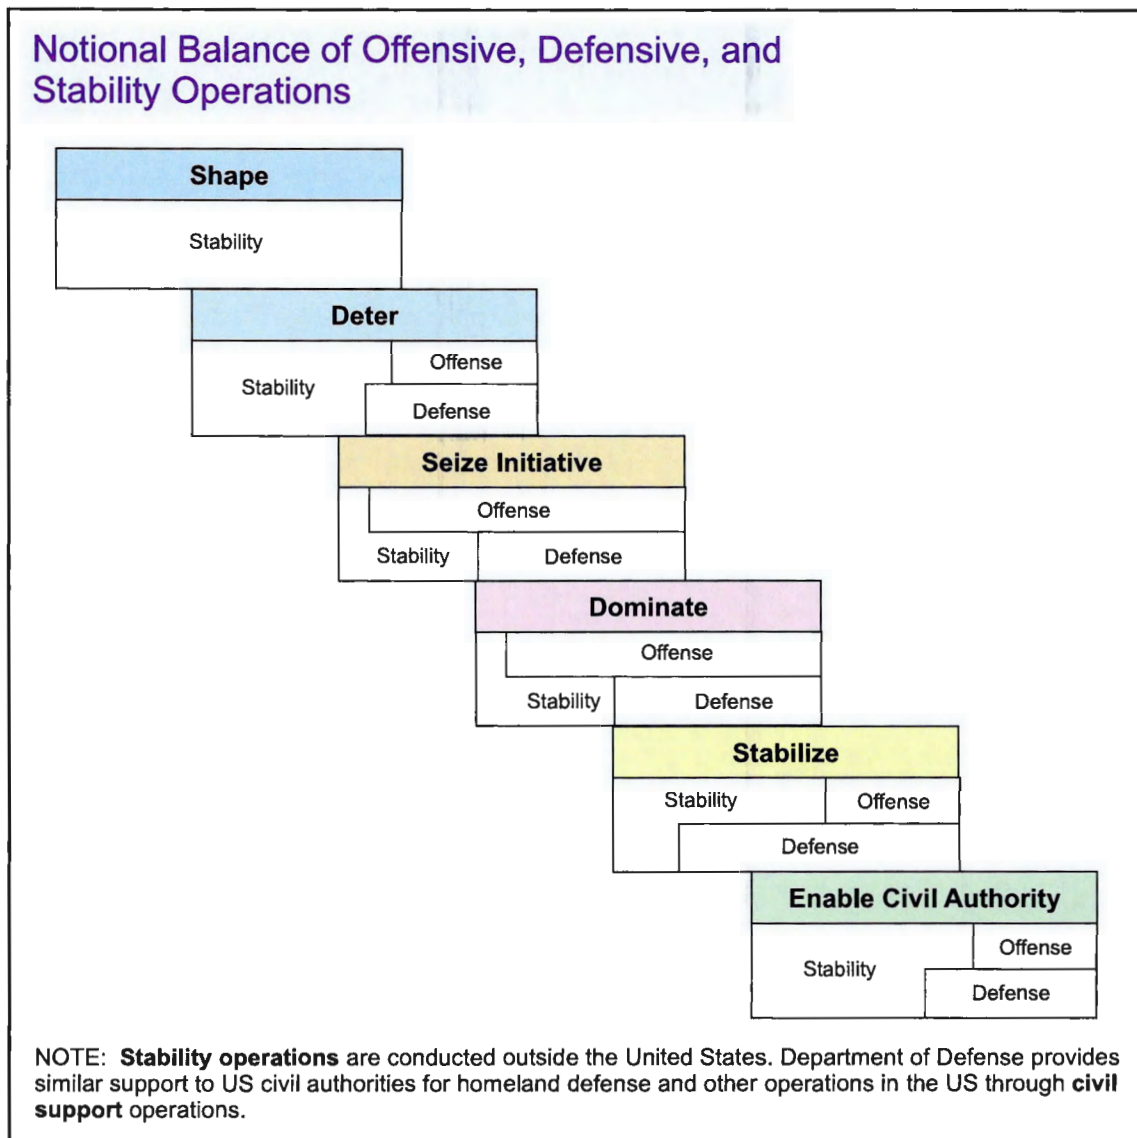 Notional Balance of Offensive, Defensive, and
Stability Operations
Shape
Stability
Deter
Offense
Stability
Defense
Seize Initiative
Offense
Stability
Defense
Dominate
Offense
Stability
Defense
Stabilize
Stability
Offense
Defense
Enable Civil Authority
Offense
Stability
Defense
NOTE: Stability operations are conducted outside the United States. Department of Defense provides
similar support to US civil authorities for homeland defense and other operations in the US through civil
support operations.